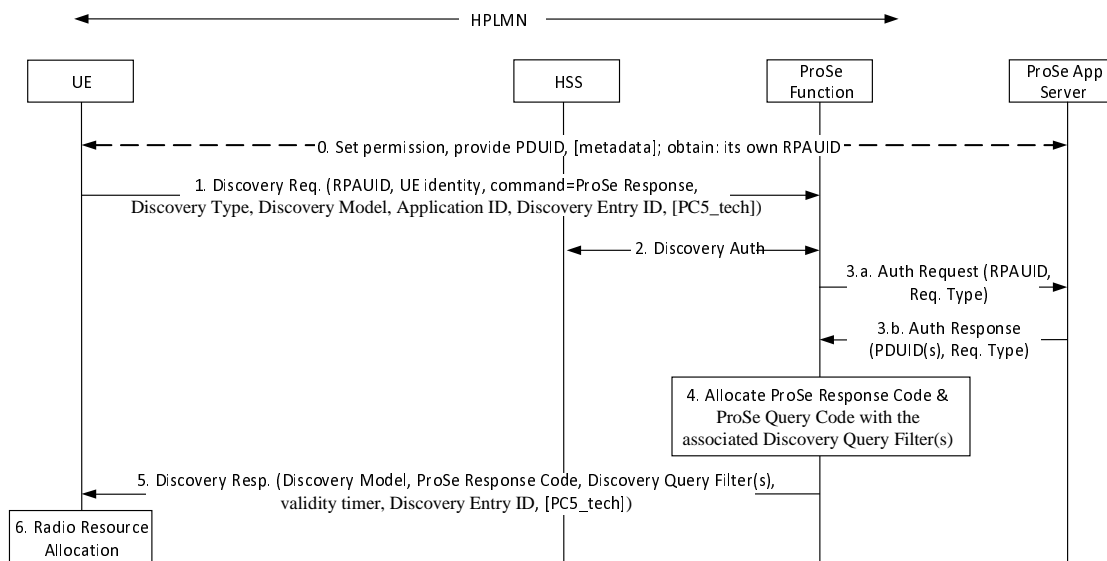 HPLMN
UE
HSS
ProSe
Function
ProSe App
Server
0. Set permission, provide PDUID, [metadata]; obtain: its own RPAUID
1. Discovery Req. (RPAUID, UE identity, command=ProSe Response,
Discovery Type, Discovery Model, Application ID, Discovery Entry ID, [PC5_tech])
2. Discovery Auth
3.a. Auth Request (RPAUID,
Req. Type)
3.b. Auth Response
(PDUID(s), Req. Type)
4. Allocate ProSe Response Code &
ProSe Query Code with the
associated Discovery Query Filter(s)
5. Discovery Resp. (Discovery Model, ProSe Response Code, Discovery Query Filter(s),
validity timer, Discovery Entry ID, [PC5_tech])
6. Radio Resource
Allocation